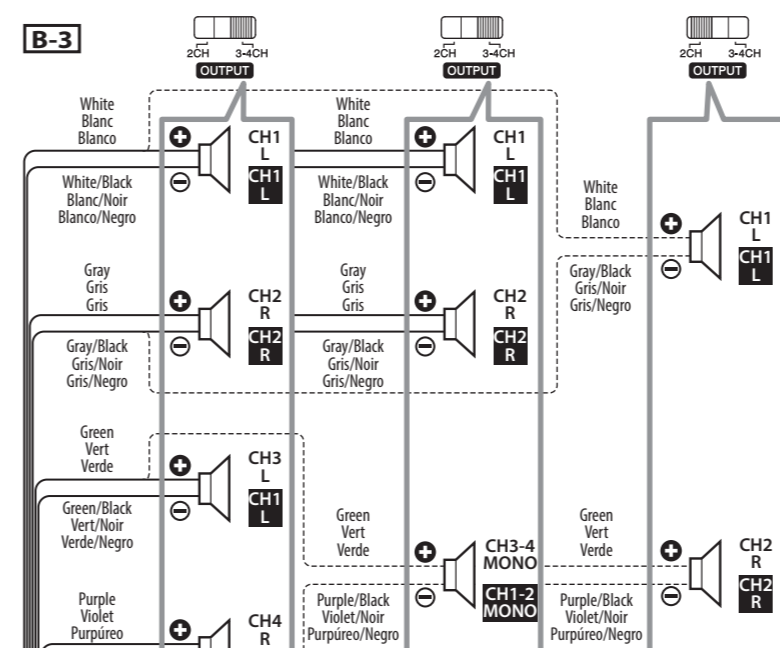 B-3
2CH 3-4CH
OUTPUT
2CH 3-4CH
OUTPUT
2CH 3-4CH
OUTPUT
White
Blanc
Blanco
CH1
L
CH1
L
White/Black
Blanc/Noir
Blanco/Negro
White
Blanc
Blanco
CH1
L
CH1
L
White/Black
Blanc/Noir
Blanco/Negro
White
Blanc
Blanco
CH1
L
CH1
L
Gray/Black
Gris/Noir
Gris/Negro
Gray
Gris
Gris
CH2
R
CH2
R
Gray/Black
Gris/Noir
Gris/Negro
Gray
Gris
Gris
CH2
R
CH2
R
Gray/Black
Gris/Noir
Gris/Negro
Green
Vert
Verde
CH3
L
CH1
L
Green/Black
Vert/Noir
Verde/Negro
Green
Vert
Verde
CH3-4
MONO
CH1-2
MONO
Purple/Black
Violet/Noir
Purpúreo/Negro
Green
Vert
Verde
CH2
R
CH2
R
Purple/Black
Violet/Noir
Purpúreo/Negro
Purple
Violet
Purpúreo
CH4
R